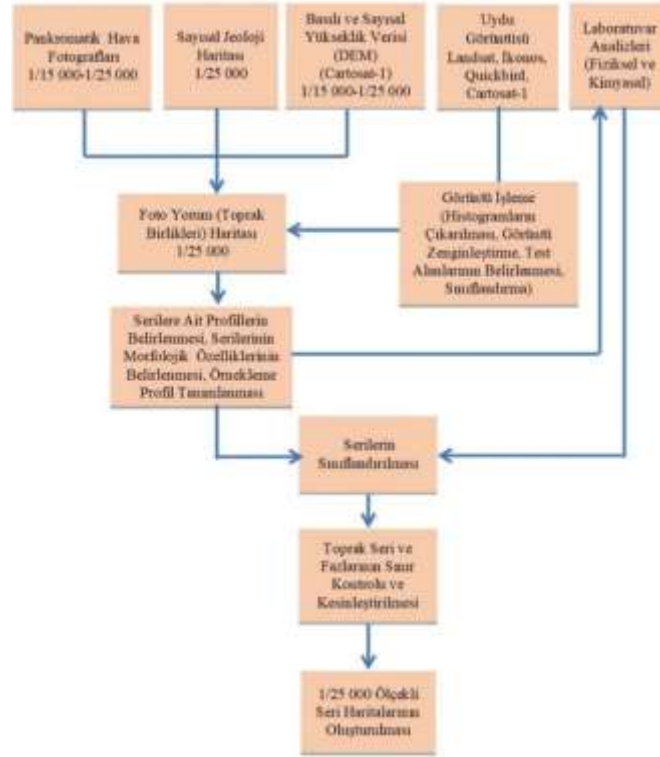 Pankromatik Hava
Fotoğrafları
1/15 000-1/25 000
Sayısal Jeoloji
Haritası
1/25 000
Basılı ve Sayısal
Yükseklik Verisi
(DEM)
(Cartosat-1)
1/15 000-1/25 000
Uydu
Görüntüsü
Landsat, İkonos,
Quickbird,
Cartosat-1
Laboratuvar
Analizleri
(Fiziksel ve
Kimyasal)
Foto Yorum (Toprak
Birlikleri) Haritası
1/25 000
Görüntü İşleme
(Histogramların
Çıkarılması, Görüntü
Zenginleştirme, Test
Alanlarının Belirlenmesi,
Sınıflandırma)
Serilere Ait Profillerin
Belirlenmesi, Serilerinin
Morfolojik Özelliklerinin
Belirlenmesi, Örnekleme
Profil Tanımlanması
Serilerin
Sınıflandırılması
Toprak Seri ve
Fazlarının Sınır
Kontrolu ve
Kesinleştirilmesi
1/25 000 Ölçekli
Seri Haritalarının
Oluşturulması